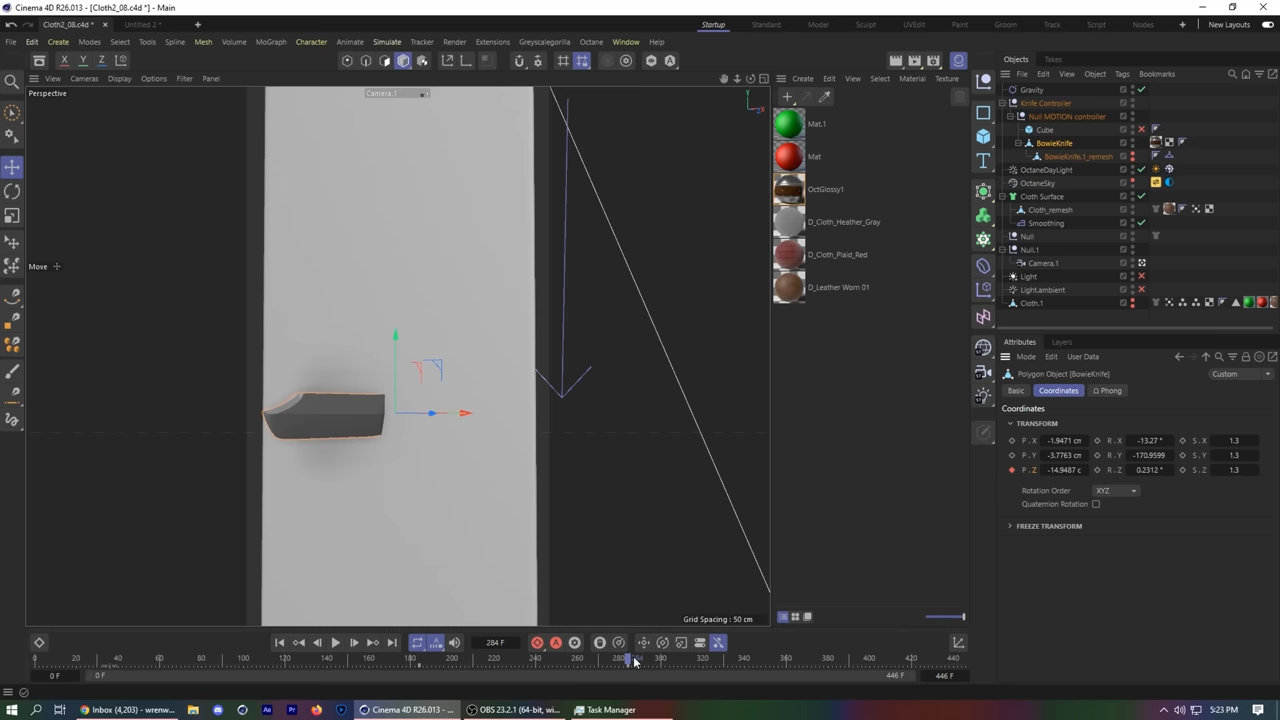 Cinema 4D R26.013 - [Cloth2_08.c4d *] - Main
Cloth2_08.c4d * Untitled 2 * Startup Standard Model Sculpt UVEdit Paint Groom Track Script Nodes New Layouts
File Edit Create Modes Select Tools Spline Mesh Volume MoGraph Character Animate Simulate Tracker Render Extensions Greyscalegorilla Octane Window Help
X Y Z Objects Takes
View Cameras Display Options Filter Panel Create Edit View Select Material Texture File Edit View Object Tags Bookmarks
Perspective Camera.1 Gravity
Knife Controller
Mat.1 Null MOTION controller
Cube
BowieKnife
Mat BowieKnife.1_remesh
OctaneDayLight
OctaneSky
OctGlossy1 Cloth Surface
Cloth_remesh
D_Cloth_Heather_Gray Smoothing
Null
D_Cloth_Plaid_Red Null.1
Move Camera.1
Light
D_Leather Worn 01 Light.ambient
Cloth.1
Attributes Layers
Mode Edit User Data
Polygon Object [BowieKnife] Custom
Basic Coordinates Phong
Coordinates
TRANSFORM
P . X -1.9471 cm R . X -13.27 ° S . X 1.3
P . Y -3.7763 cm R . Y -170.9599 S . Y 1.3
P . Z -14.9487 c R . Z 0.2312 ° S . Z 1.3
Rotation Order XYZ
Quaternion Rotation
FREEZE TRANSFORM
Grid Spacing : 50 cm
284 F
0 20 40 60 80 100 120 140 160 180 200 220 240 260 280 284 300 320 340 360 380 400 420 440
0 F 0 F 446 F 446 F
Inbox (4,203) - wrenw... Ae Pr Cinema 4D R26.013 - ... OBS 23.2.1 (64-bit, wi... Task Manager 5:23 PM